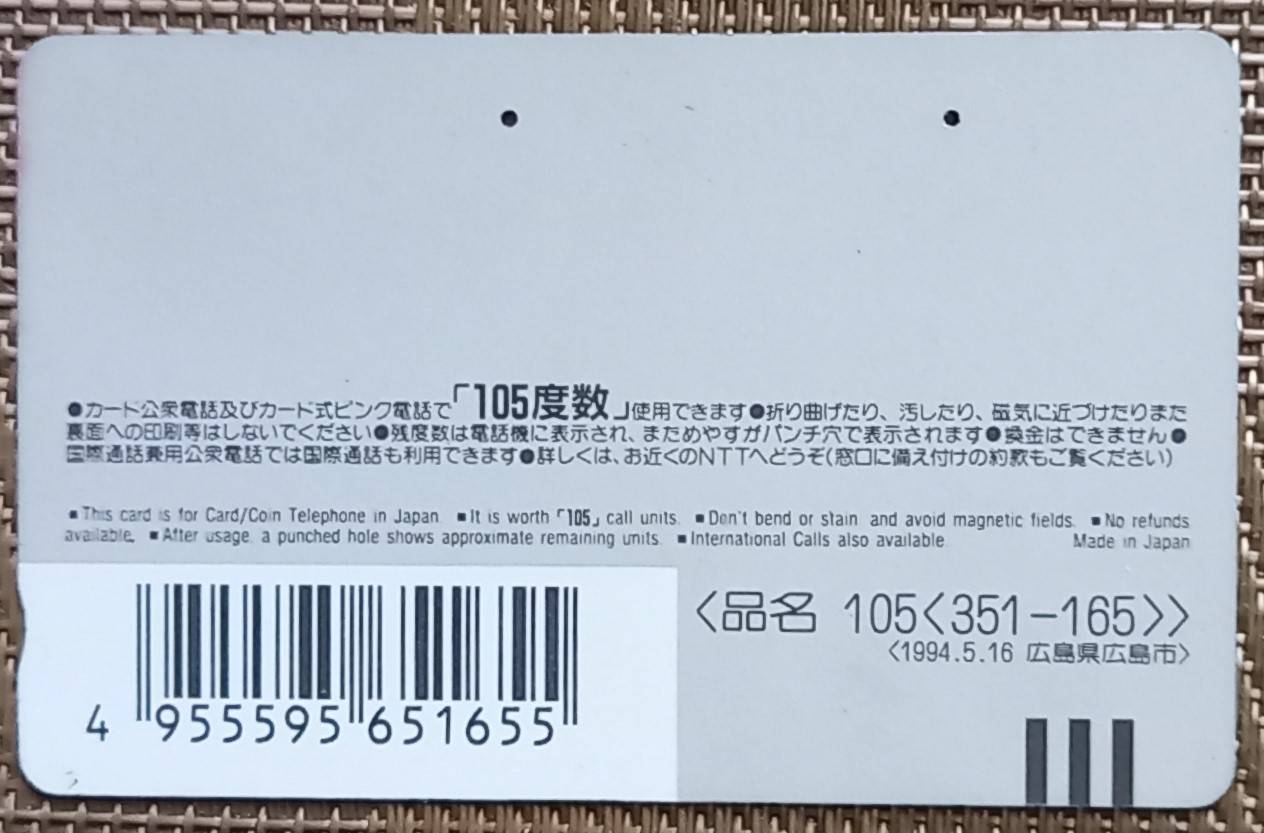 ●カード公衆電話及びカード式ピンク電話で「105度数」使用できます●折り曲げたり、汚したり、磁気に近づけたりまた
裏面への印刷等はしないでください●残度数は電話機に表示され、まためやすがパンチ穴で表示されます●換金はできません●
国際通話兼用公衆電話では国際通話も利用できます●詳しくは、お近くのNTTへどうぞ(窓口に備え付けの約款もご覧ください)
■This card is for Card/Coin Telephone in Japan. ■It is worth「105」call units. ■Don't bend or stain and avoid magnetic fields. ■No refunds
available. ■After usage a punched hole shows approximate remaining units. ■International Calls also available. Made in Japan
〈品名 105〈351-165〉〉
〈1994.5.16 広島県広島市〉
4 955595 651655